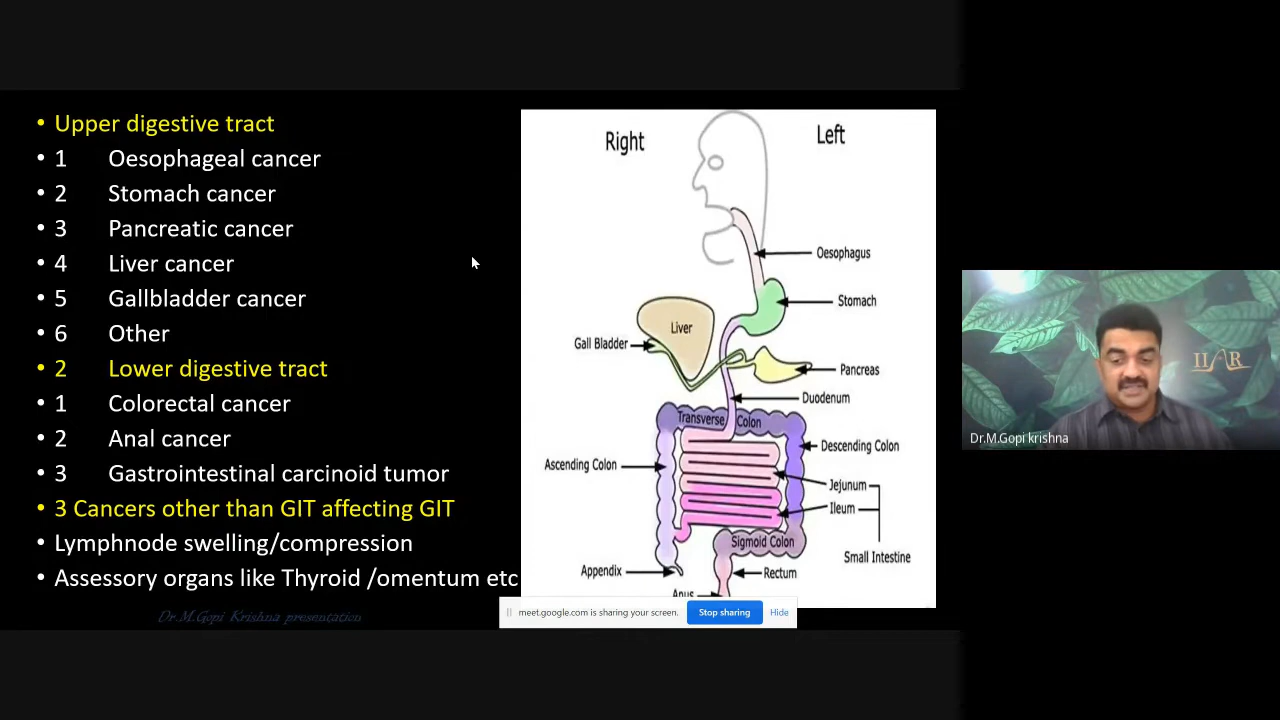 • Upper digestive tract
• 1 Oesophageal cancer
• 2 Stomach cancer
• 3 Pancreatic cancer
• 4 Liver cancer
• 5 Gallbladder cancer
• 6 Other
• 2 Lower digestive tract
• 1 Colorectal cancer
• 2 Anal cancer
• 3 Gastrointestinal carcinoid tumor
• 3 Cancers other than GIT affecting GIT
• Lymphnode swelling/compression
• Assessory organs like Thyroid /omentum etc
Dr.M.Gopi Krishna presentation
Right
Left
Oesophagus
Stomach
Liver
Gall Bladder
Pancreas
Duodenum
Transverse Colon
Descending Colon
Ascending Colon
Jejunum
Ileum
Sigmoid Colon
Small Intestine
Appendix
Rectum
Anus
meet.google.com is sharing your screen.
Stop sharing
Hide
IIAR
Dr.M.Gopi krishna